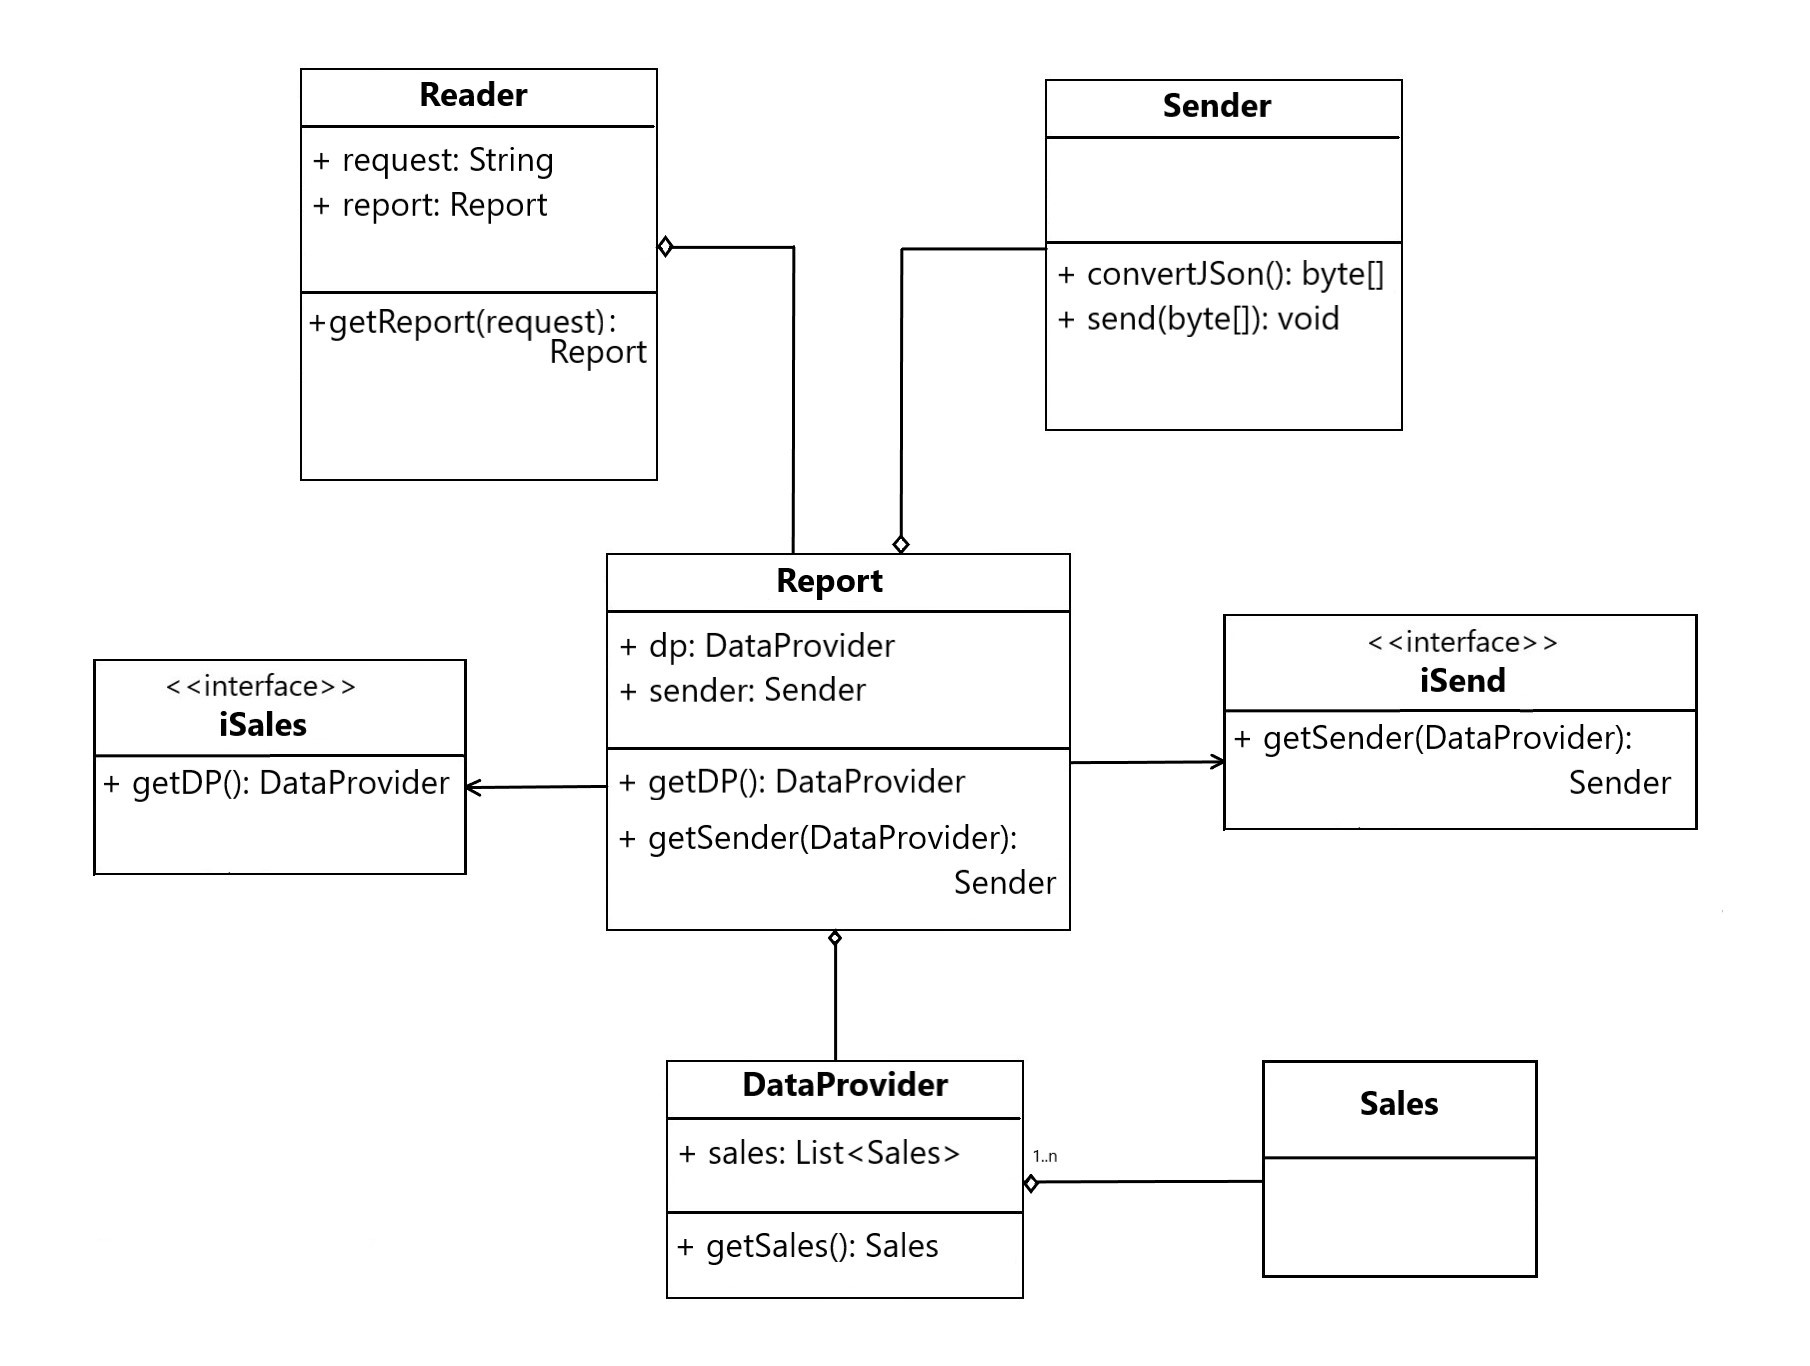 Reader
+ request: String
+ report: Report
+getReport(request):
Report
Sender
+ convertJSon(): byte[]
+ send(byte[]): void
Report
+ dp: DataProvider
+ sender: Sender
+ getDP(): DataProvider
+ getSender(DataProvider):
Sender
<<interface>>
iSales
+ getDP(): DataProvider
<<interface>>
iSend
+ getSender(DataProvider):
Sender
DataProvider
+ sales: List<Sales>
+ getSales(): Sales
1..n
Sales